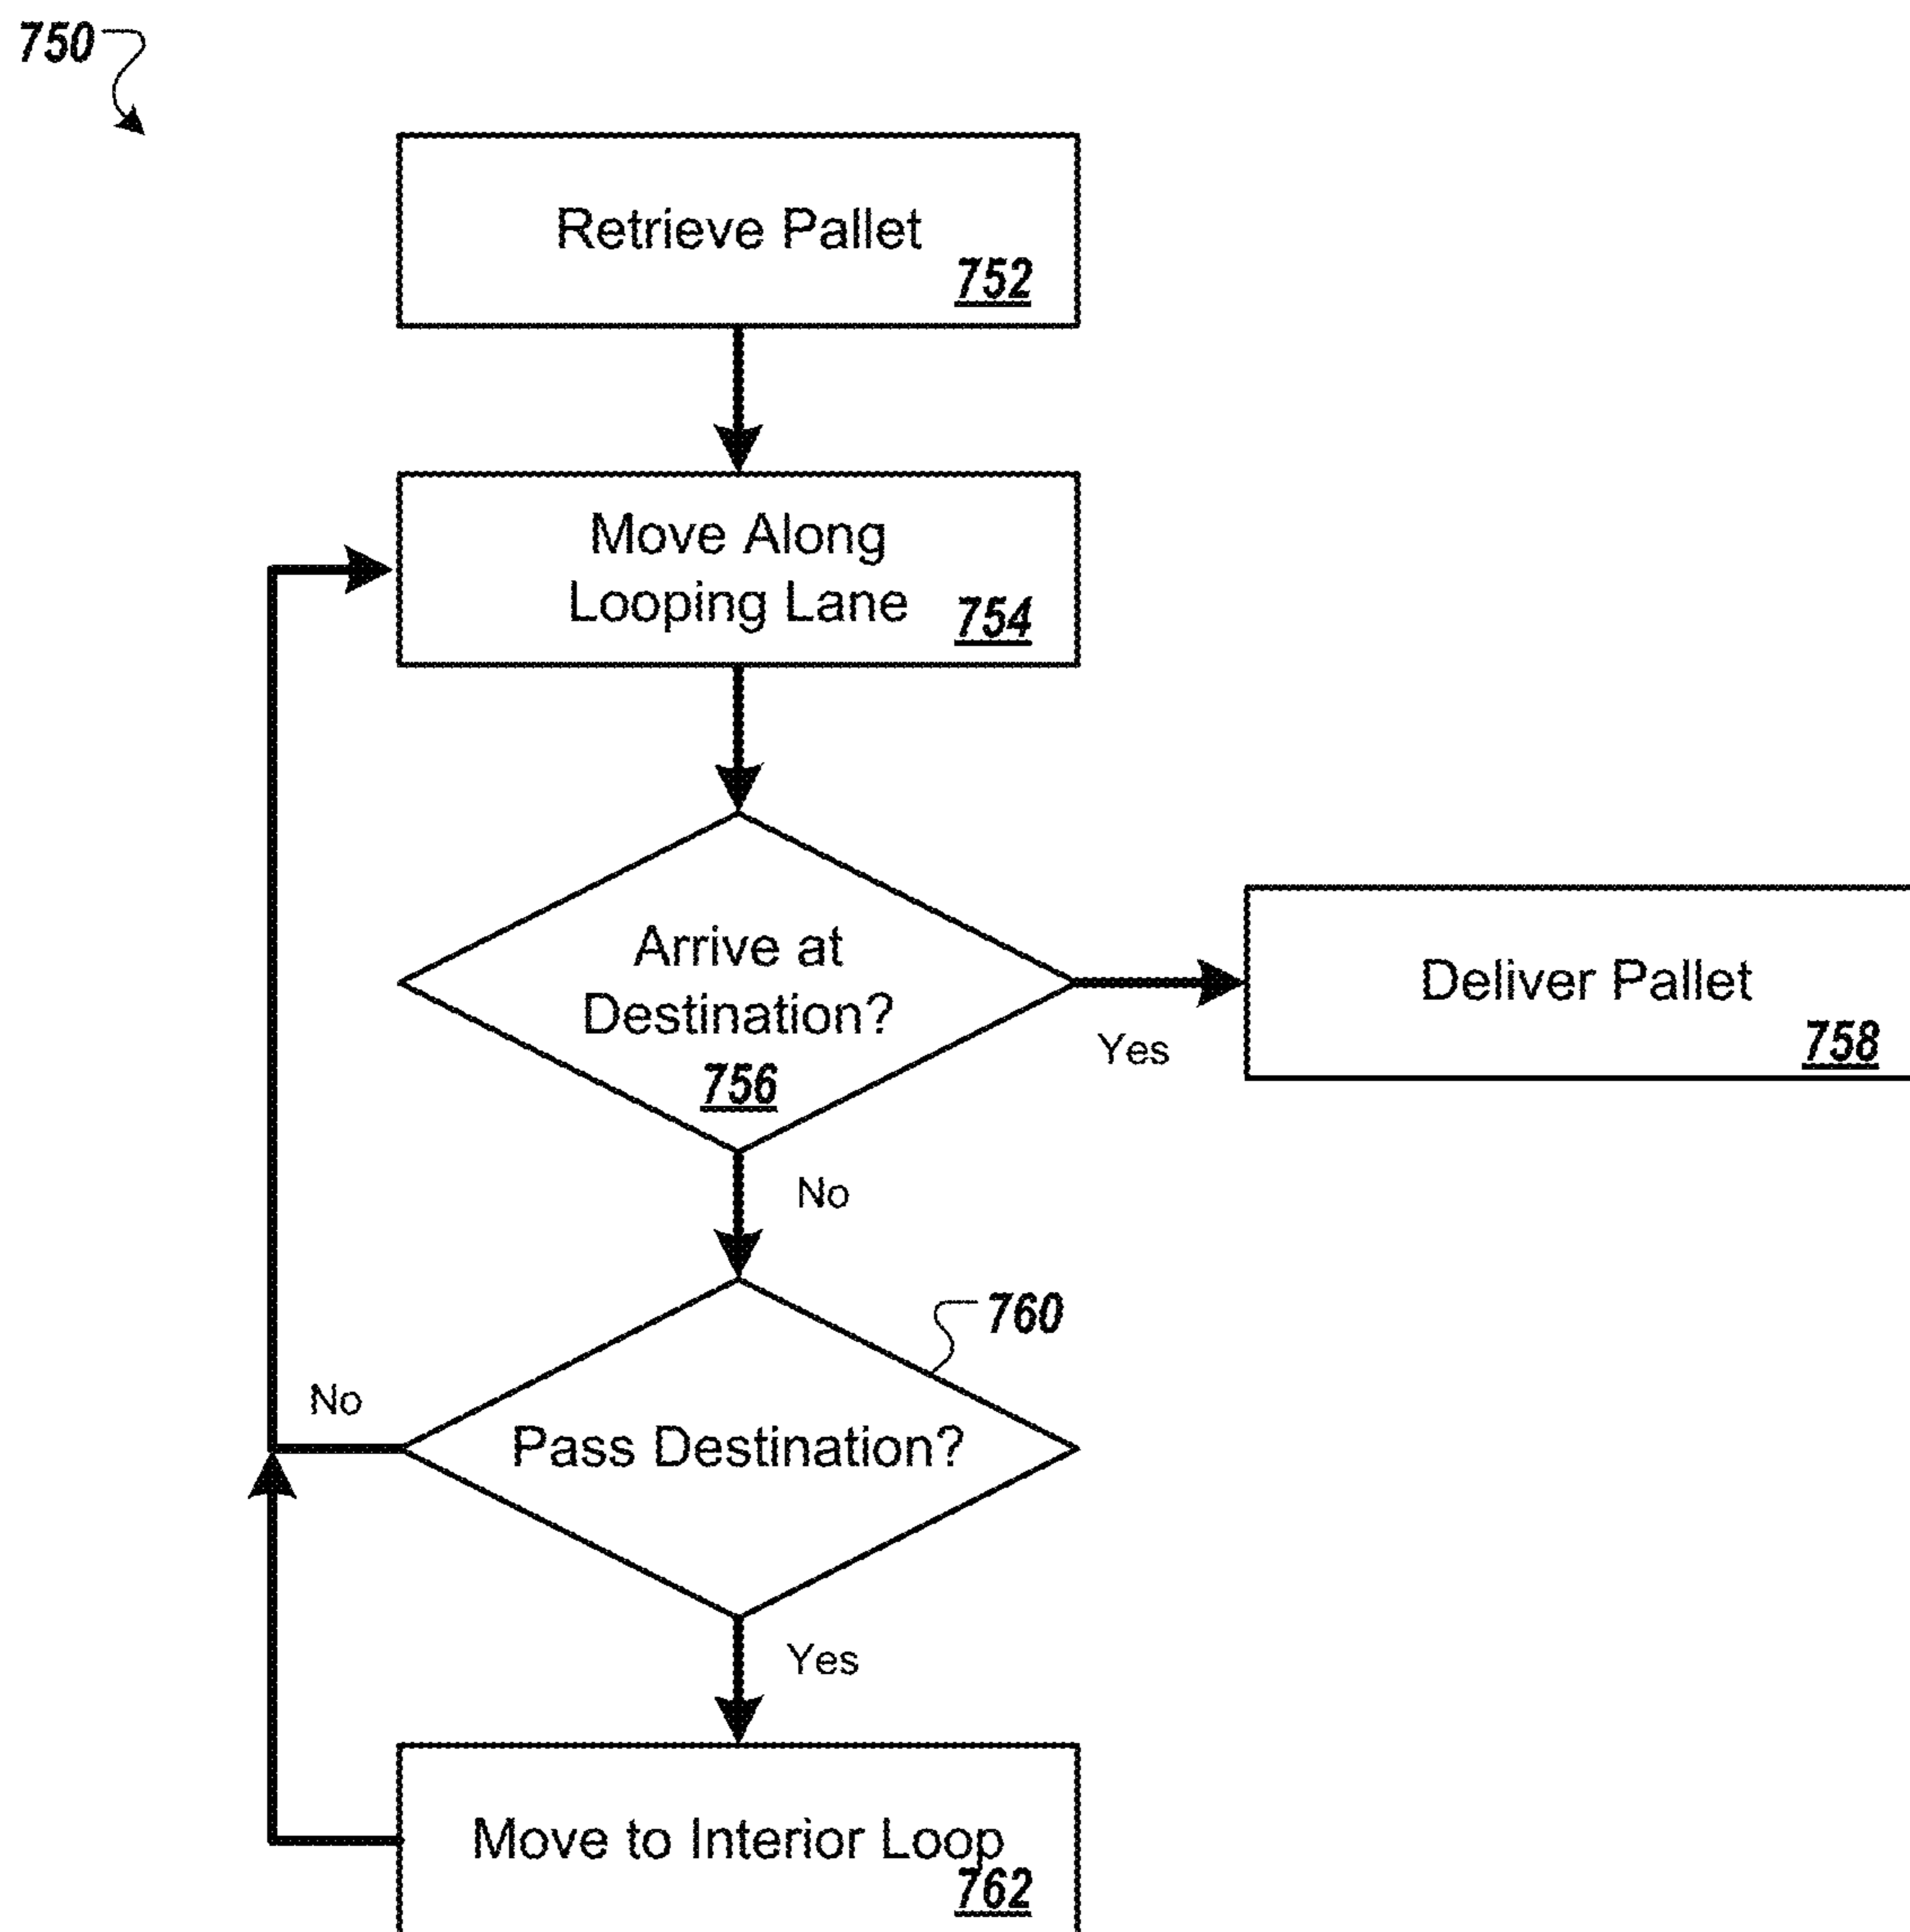 750
Retrieve Pallet
752
Move Along
Looping Lane
754
Arrive at
Destination?
756
Yes
Deliver Pallet
758
No
760
Pass Destination?
No
Yes
Move to Interior Loop
762